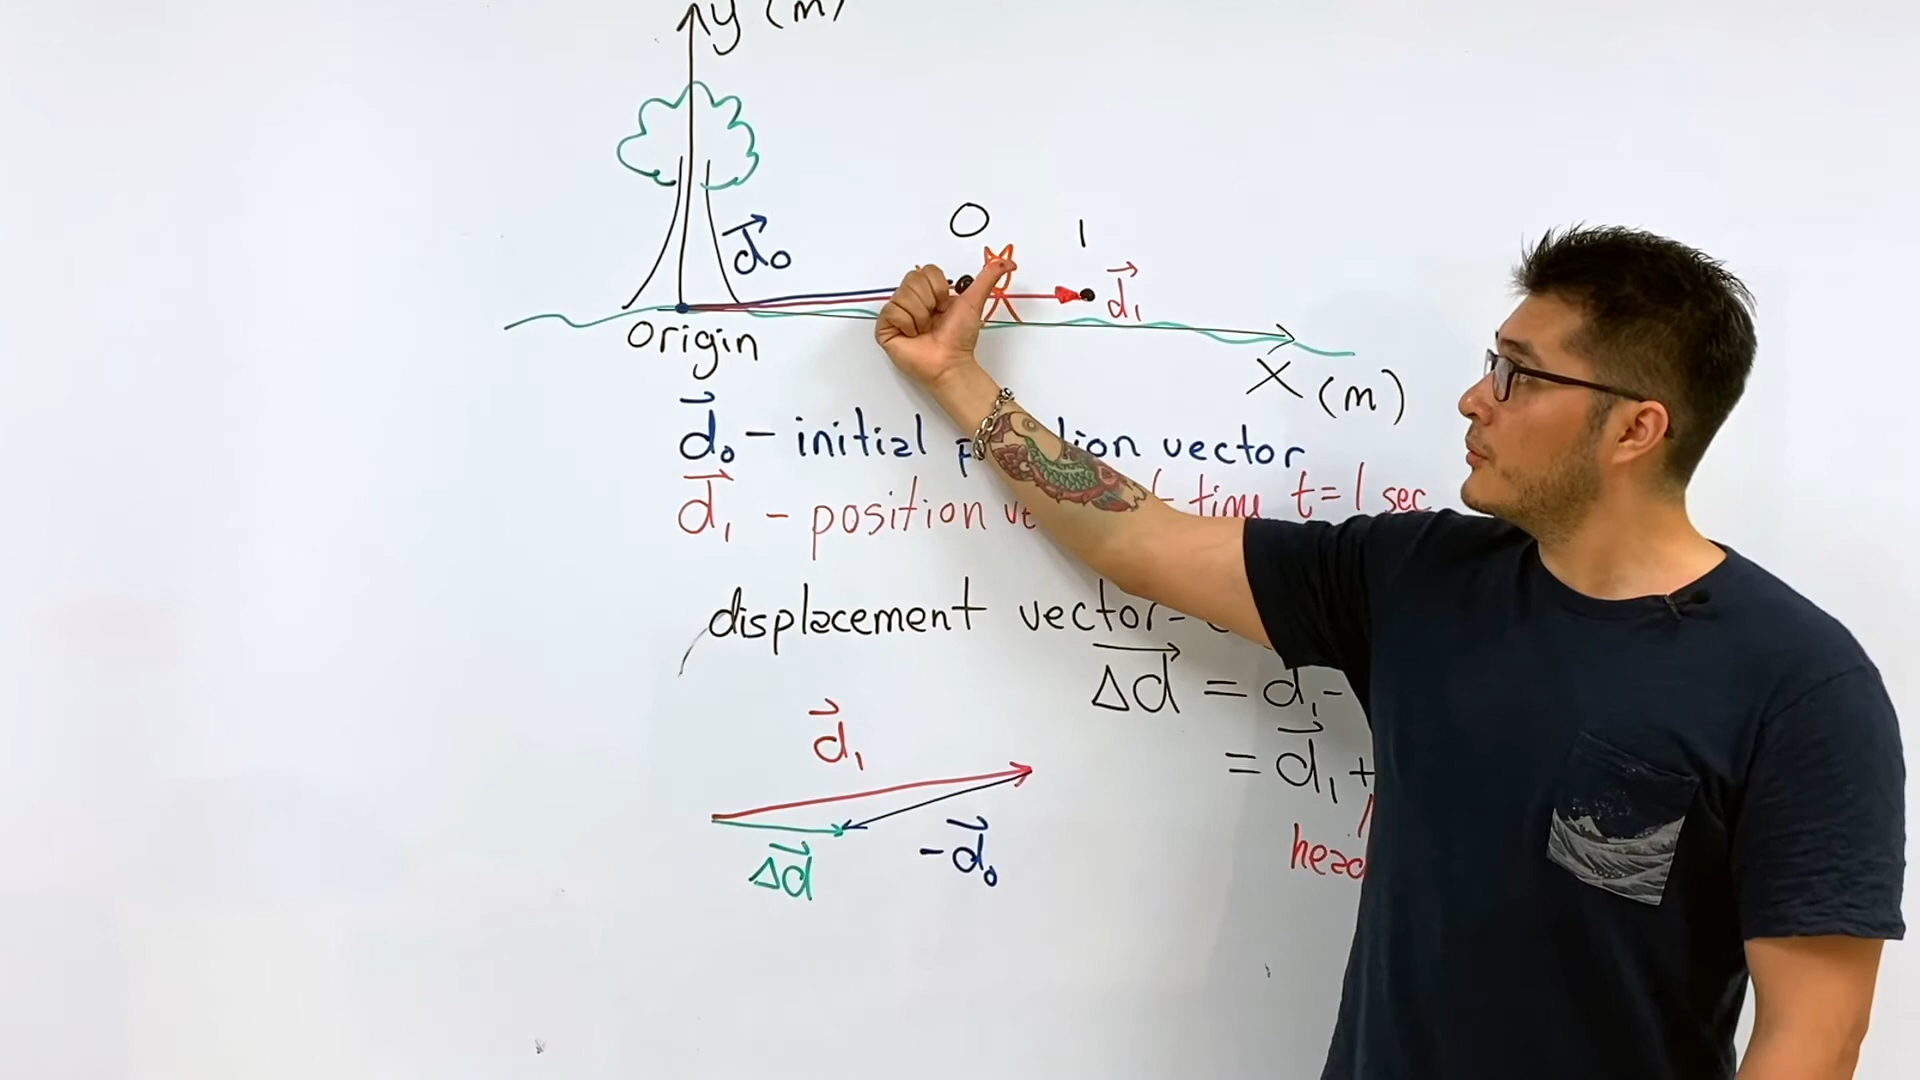 y (m)
d⃗₀
0 1
d⃗₁
origin
x (m)
d⃗₀ – initial vector
d⃗₁ – position time t = 1 sec
displacement vector –
Δd⃗ = d⃗₁ –
= d⃗₁ +
d⃗₁
head
Δd⃗ –d⃗₀